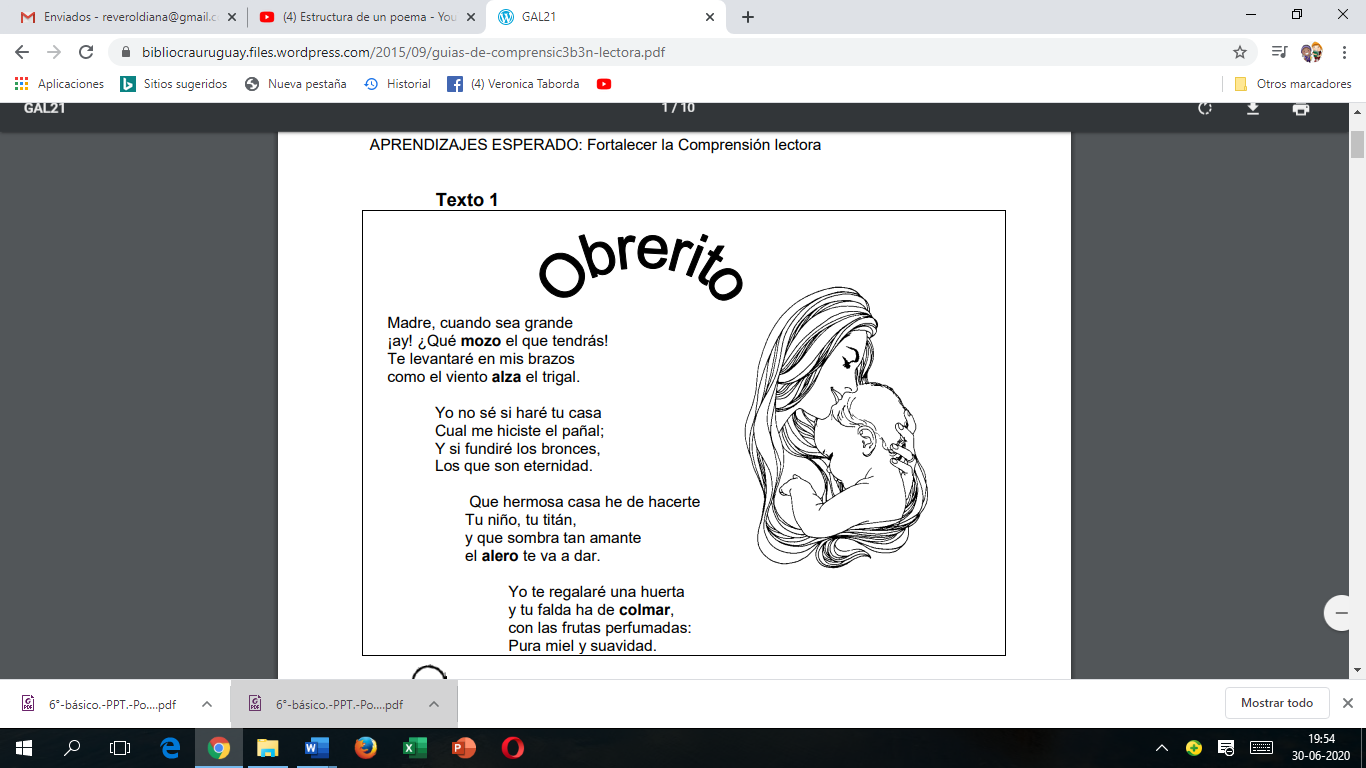 Enviados - reveroldiana@gmail.c
(4) Estructura de un poema - You
GAL21
bibliocrauruguay.files.wordpress.com/2015/09/guias-de-comprensic3b3n-lectora.pdf
Aplicaciones
Sitios sugeridos
Nueva pestaña
Historial
(4) Veronica Taborda
Otros marcadores
GAL21
1 / 10
APRENDIZAJES ESPERADO: Fortalecer la Comprensión lectora
Texto 1
Obrerito
Madre, cuando sea grande
¡ay! ¿Qué mozo el que tendrás!
Te levantaré en mis brazos
como el viento alza el trigal.
Yo no sé si haré tu casa
Cual me hiciste el pañal;
Y si fundiré los bronces,
Los que son eternidad.
Que hermosa casa he de hacerte
Tu niño, tu titán,
y que sombra tan amante
el alero te va a dar.
Yo te regalaré una huerta
y tu falda ha de colmar,
con las frutas perfumadas:
Pura miel y suavidad.
6°-básico.-PPT.-Po....pdf
6°-básico.-PPT.-Po....pdf
Mostrar todo
19:54
30-06-2020